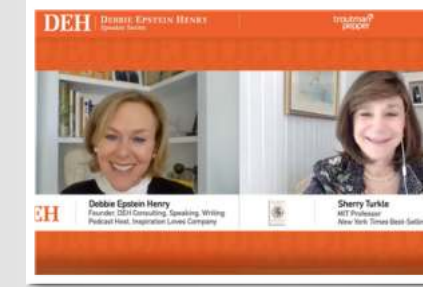 DEH DEBBIE EPSTEIN HENRY
Speaker Series
troutman
pepper
EH
Debbie Epstein Henry
Founder, DEH Consulting, Speaking, Writing
Podcast Host, Inspiration Loves Company
Sherry Turkle
MIT Professor
New York Times Best-Selling